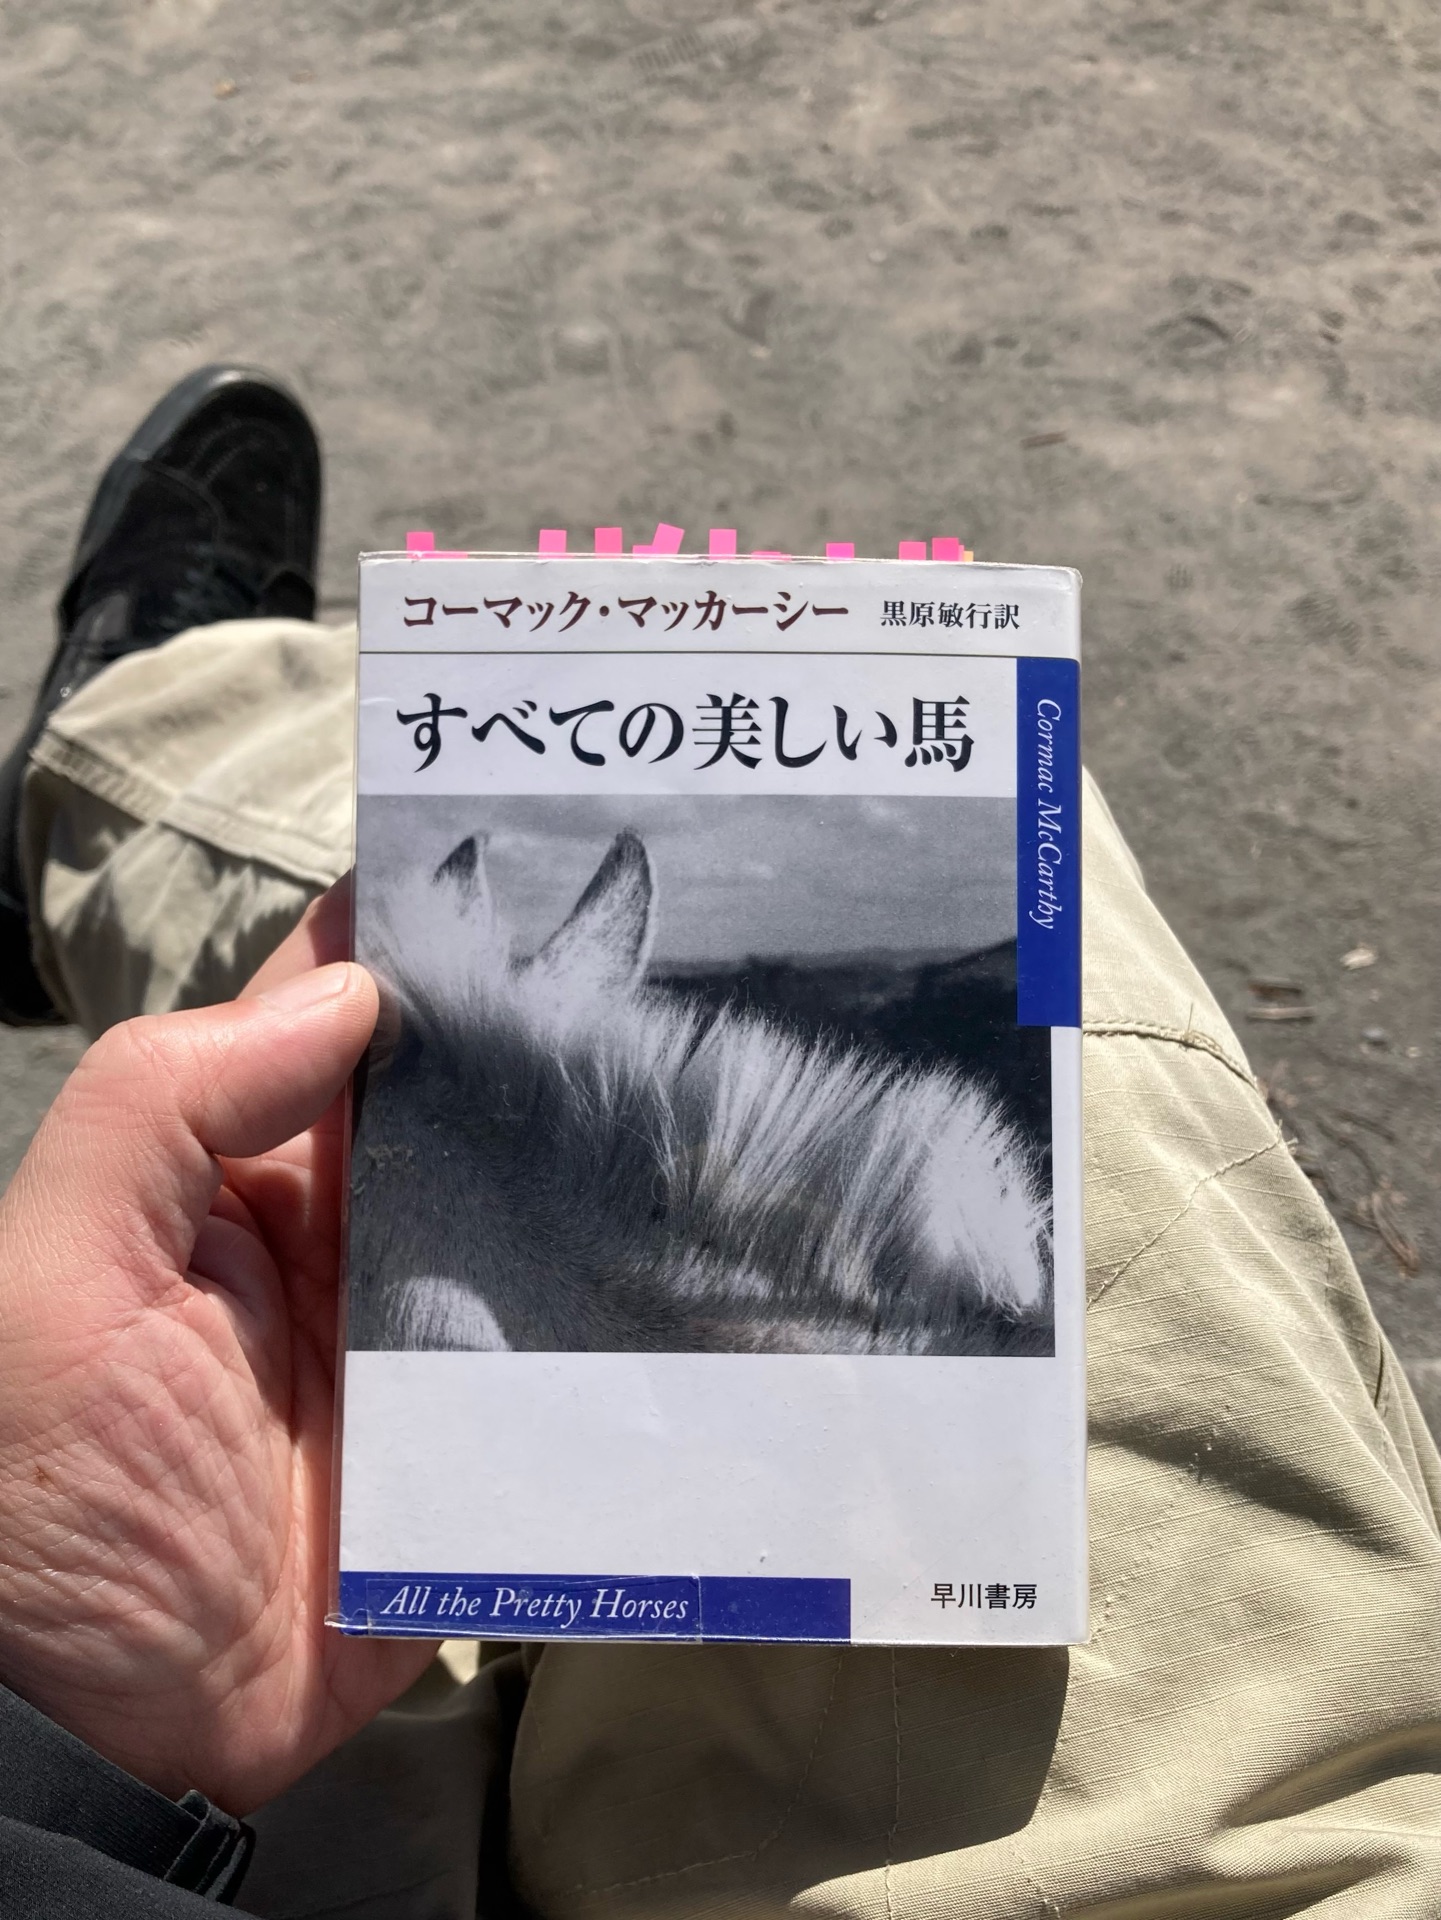 コーマック・マッカーシー 黒原敏行訳
すべての美しい馬
Cormac McCarthy
All the Pretty Horses
早川書房